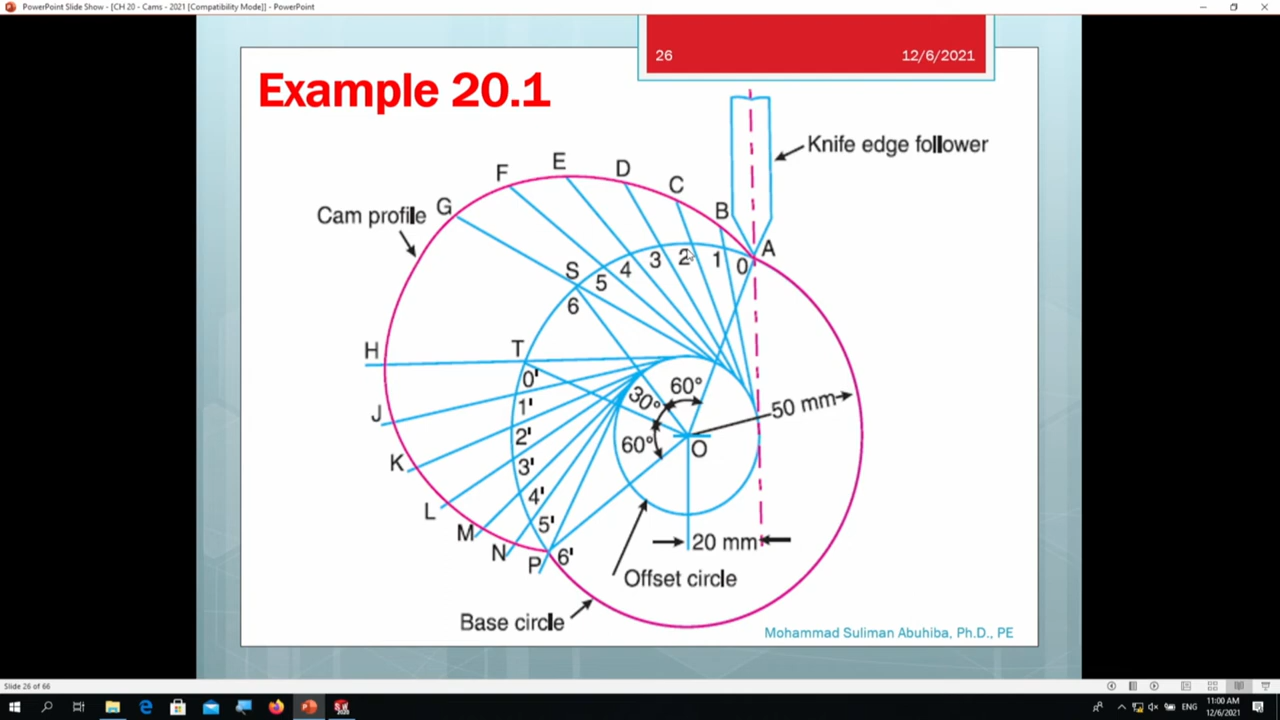 PowerPoint Slide Show - [CH 20 - Cams - 2021 [Compatibility Mode]] - PowerPoint
26 12/6/2021
Example 20.1
Knife edge follower
Cam profile
G F E D C B A
S 6 5 4 3 2 1 0
H T
J 0'
1'
K 2'
L 3'
M 4'
N 5'
P 6'
60°
30°
60°
O
50 mm
20 mm
Offset circle
Base circle
Mohammad Suliman Abuhiba, Ph.D., PE
Slide 26 of 66
ENG
11:00 AM
12/6/2021